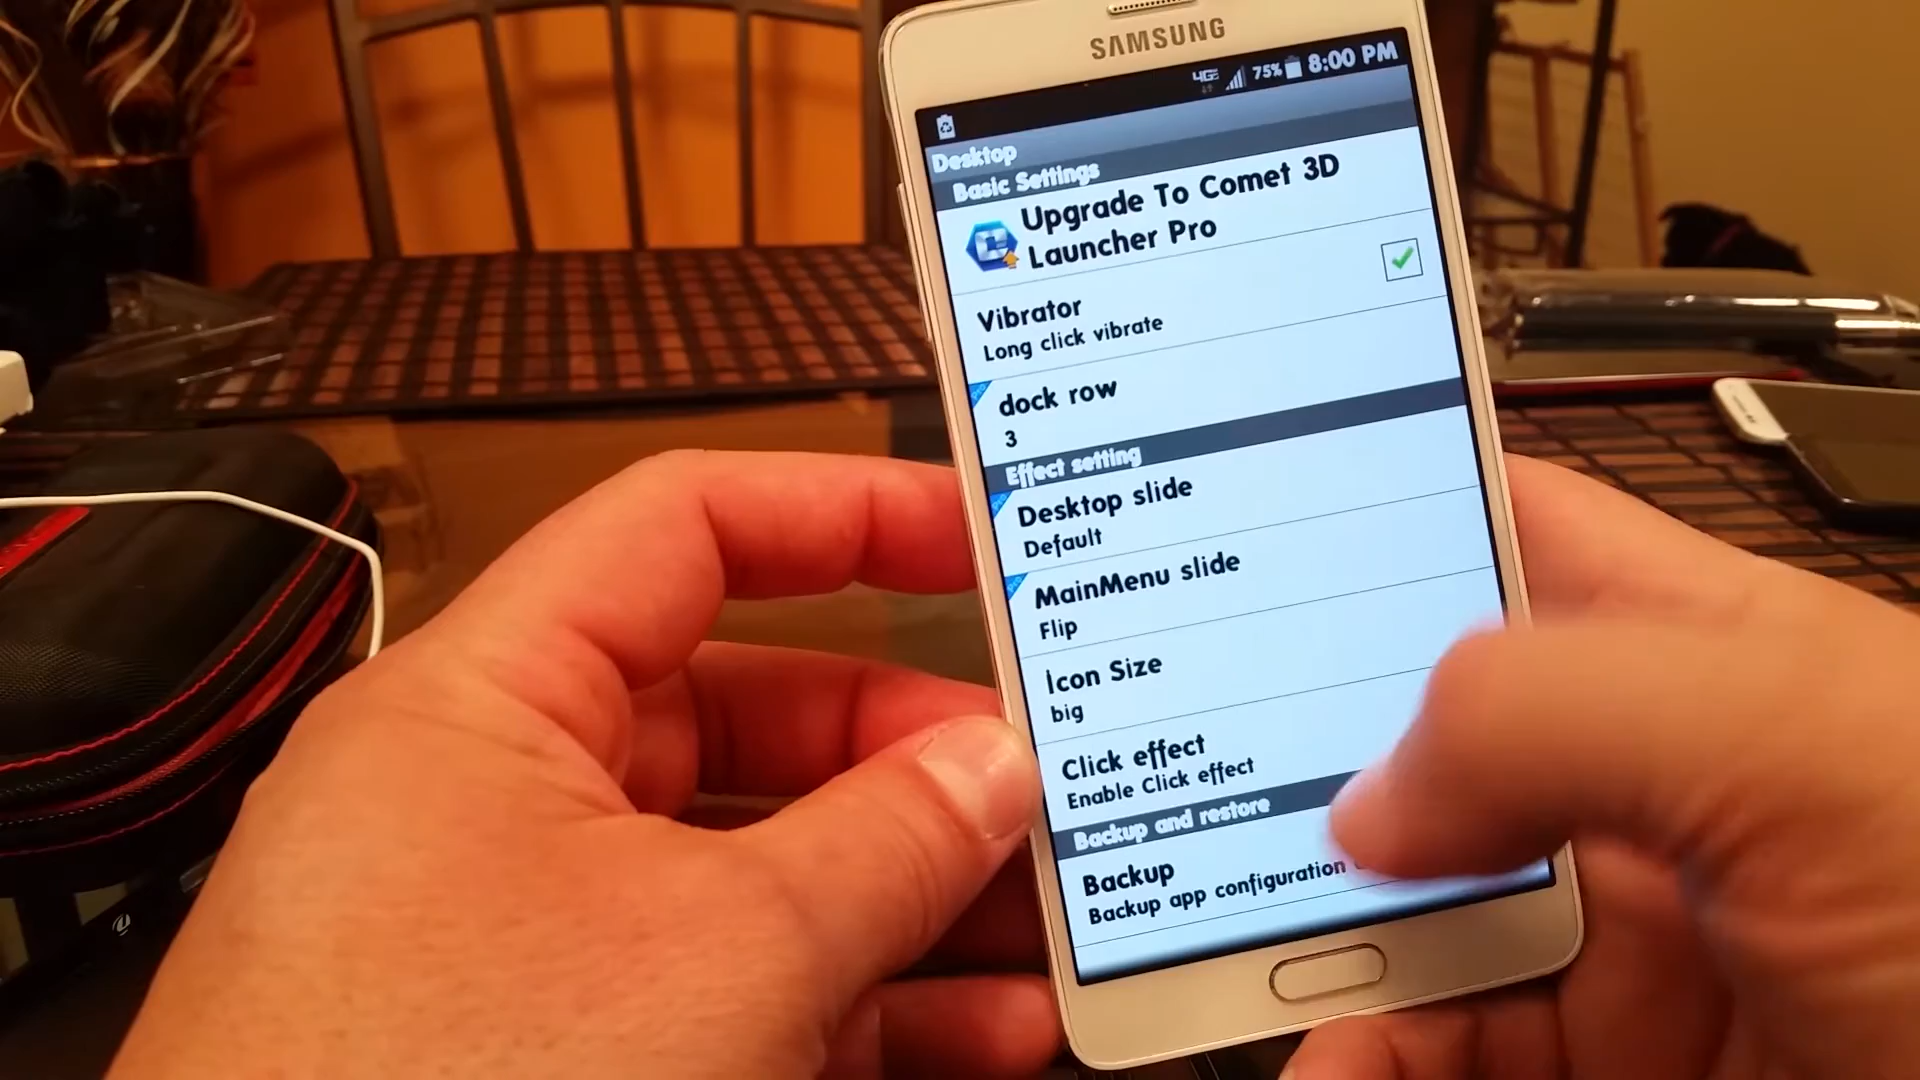 SAMSUNG
4G 75% 8:00 PM
Desktop
Basic Settings
Upgrade To Comet 3D
Launcher Pro
Vibrator
Long click vibrate
dock row
3
Effect setting
Desktop slide
Default
MainMenu slide
Flip
Icon Size
big
Click effect
Enable Click effect
Backup and restore
Backup
Backup app configuration